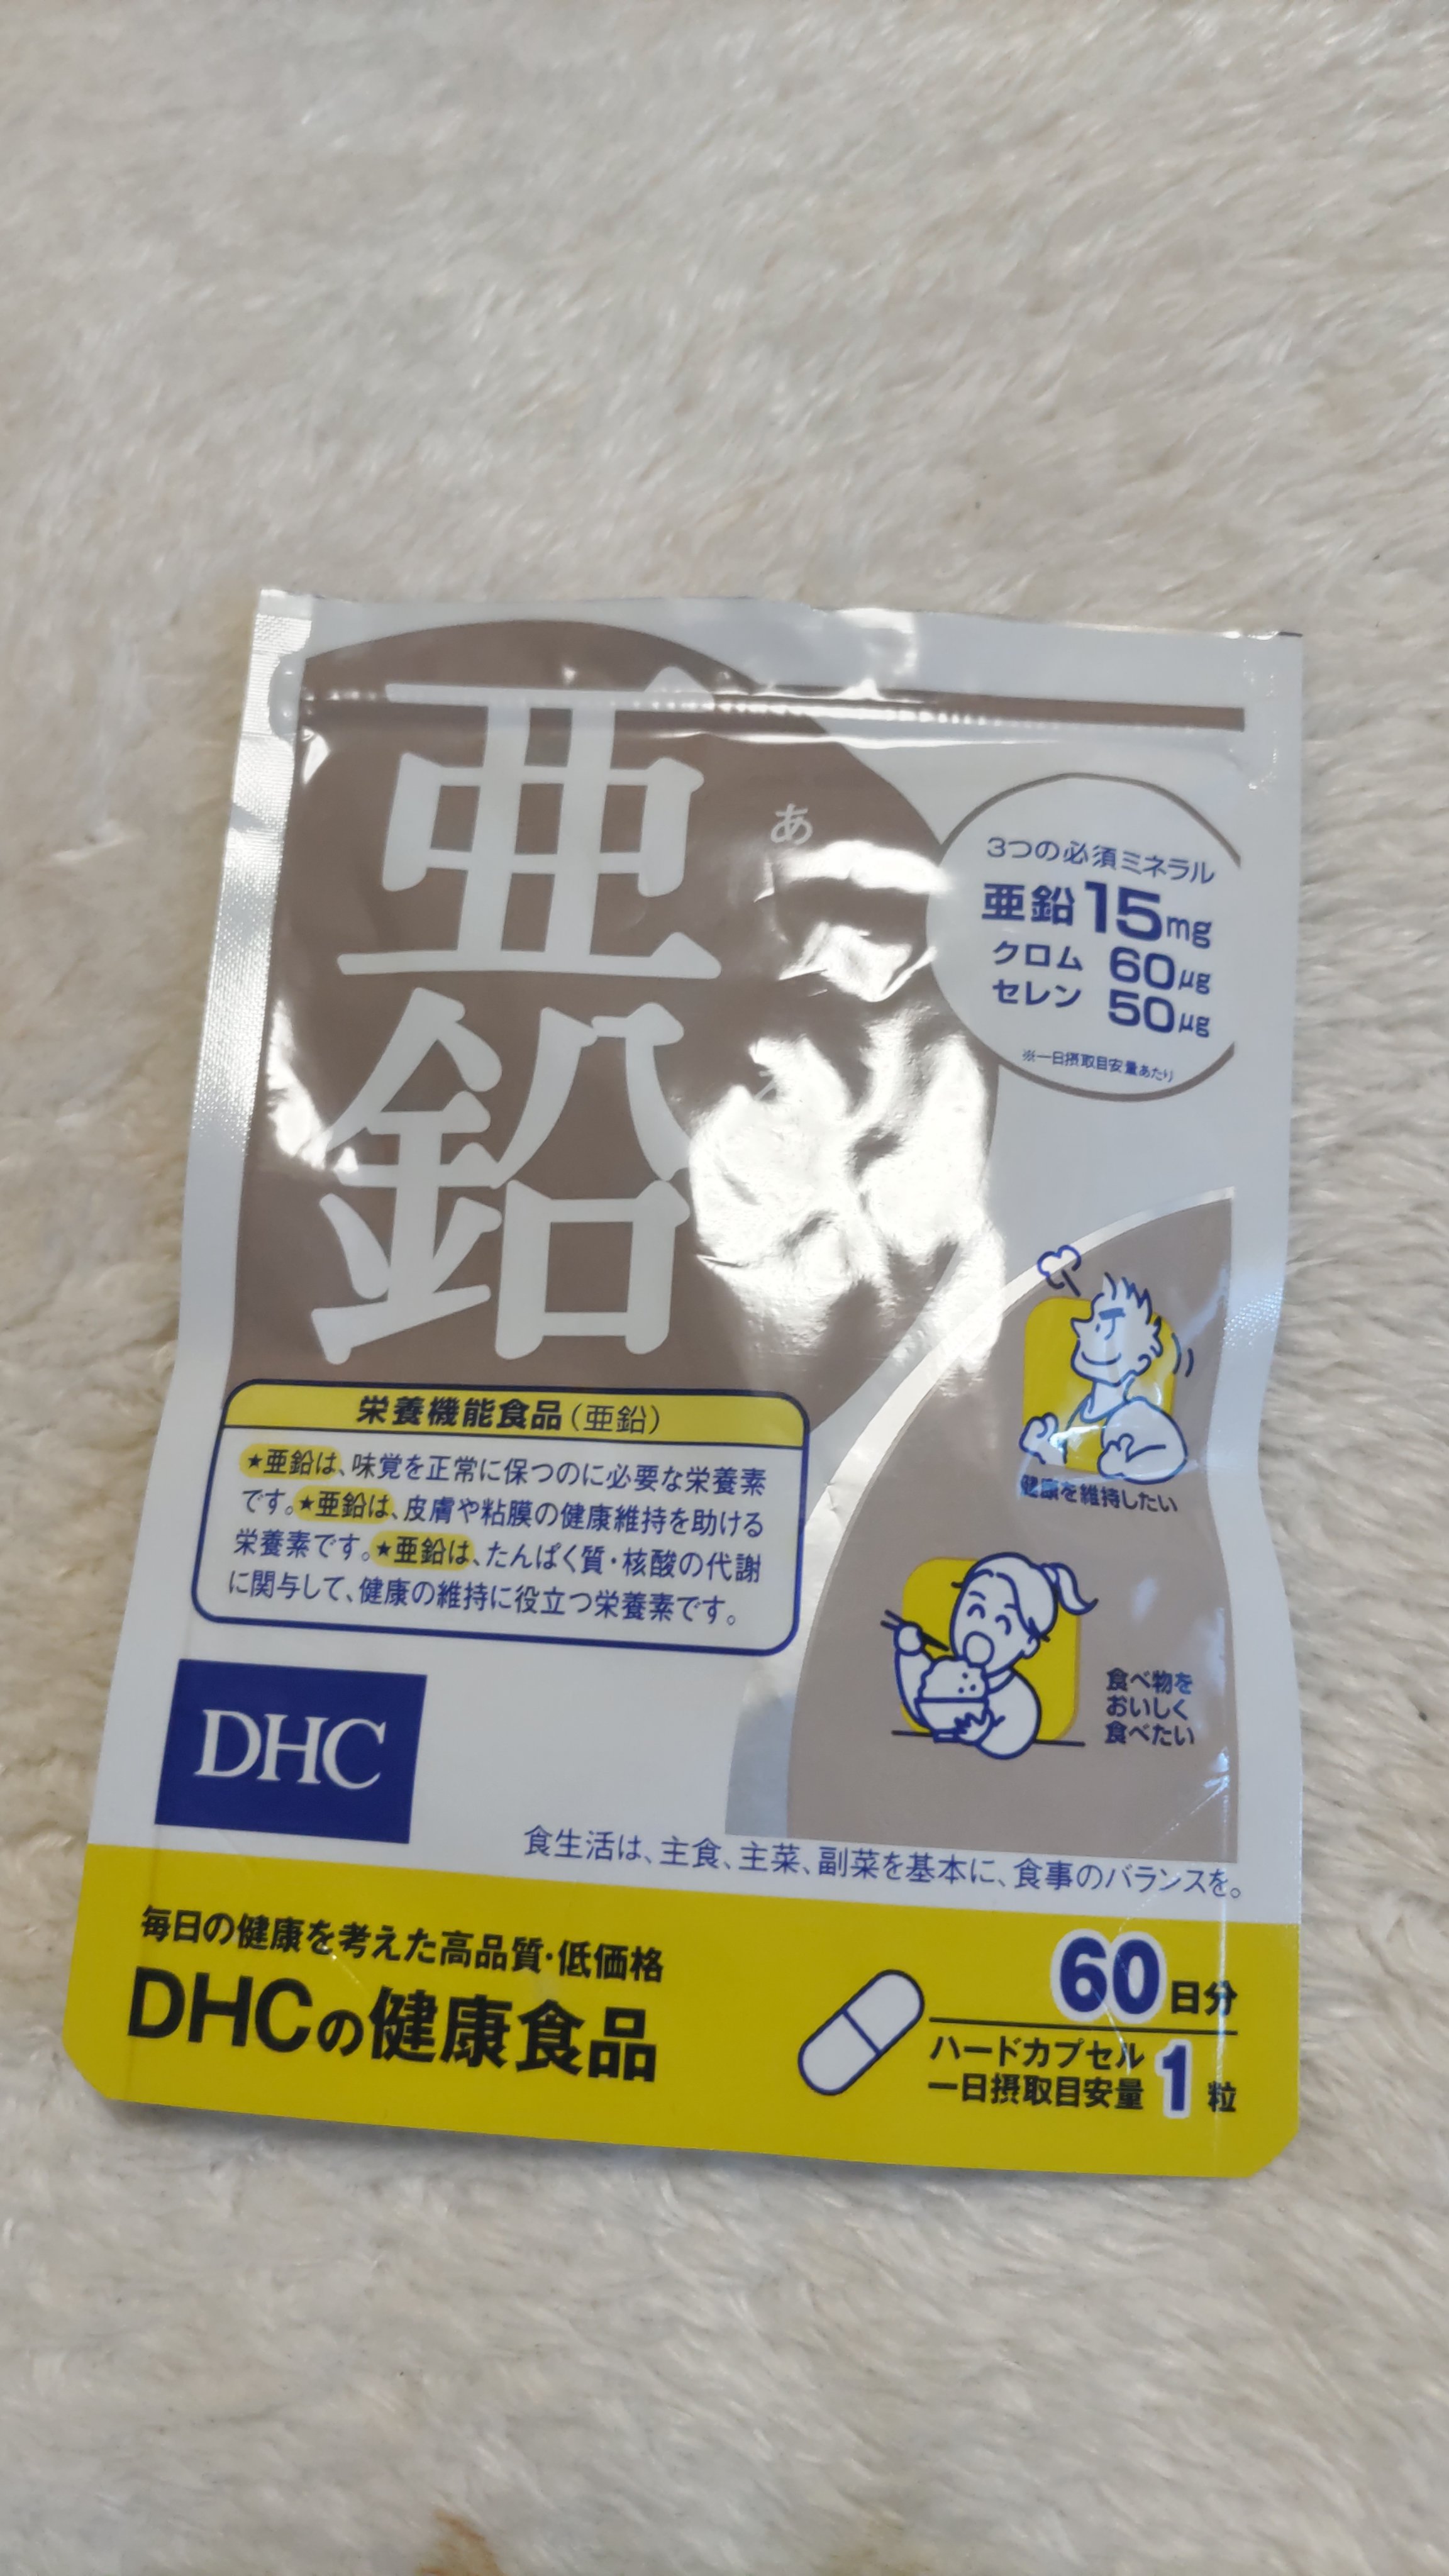 亜鉛
あ
3つの必須ミネラル
亜鉛15mg
クロム 60μg
セレン 50μg
※一日摂取目安量あたり
健康を維持したい
栄養機能食品(亜鉛)
★亜鉛は、味覚を正常に保つのに必要な栄養素
です。★亜鉛は、皮膚や粘膜の健康維持を助ける
栄養素です。★亜鉛は、たんぱく質・核酸の代謝
に関与して、健康の維持に役立つ栄養素です。
食べ物を
おいしく
食べたい
DHC
食生活は、主食、主菜、副菜を基本に、食事のバランスを。
毎日の健康を考えた高品質・低価格
DHCの健康食品
60日分
ハードカプセル
一日摂取目安量 1粒